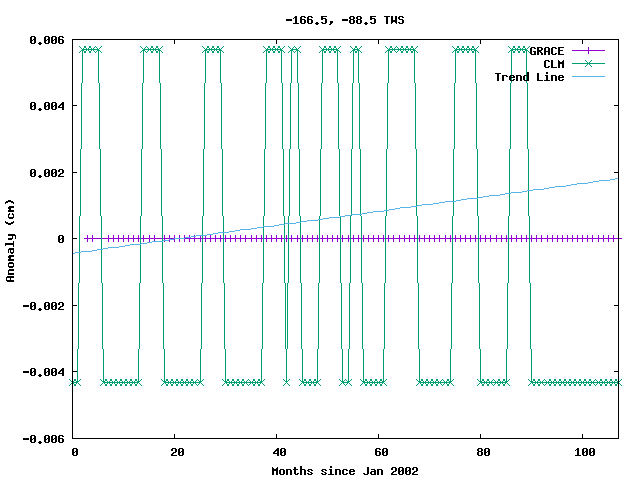 -166.5, -88.5 TWS
0.006
0.004
0.002
0
-0.002
-0.004
-0.006
Anomaly (cm)
GRACE
CLM
Trend Line
0 20 40 60 80 100
Months since Jan 2002